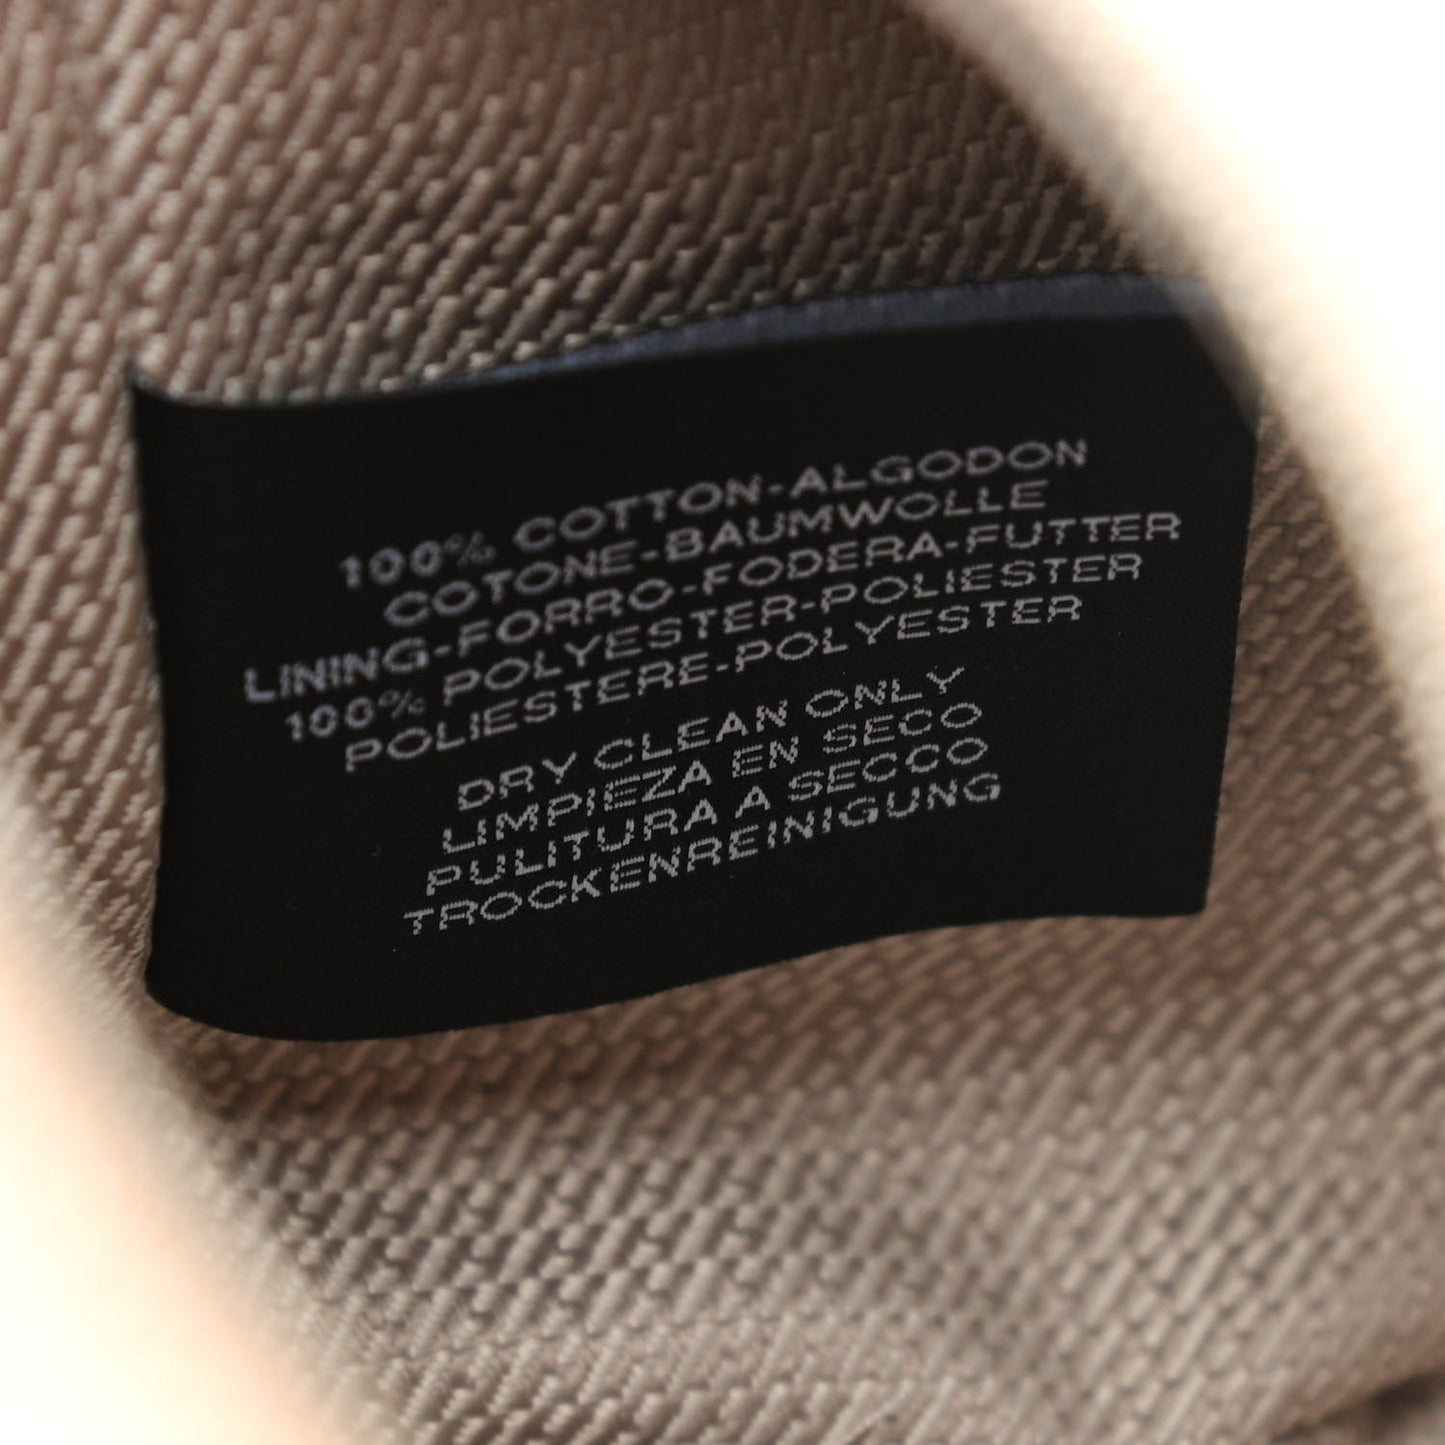 100% COTTON-ALGODON
COTONE-BAUMWOLLE
LINING-FORRO-FODERA-FUTTER
100% POLYESTER-POLIESTER
POLIESTERE-POLYESTER
DRY CLEAN ONLY
LIMPIEZA EN SECO
PULITURA A SECCO
TROCKENREINIGUNG